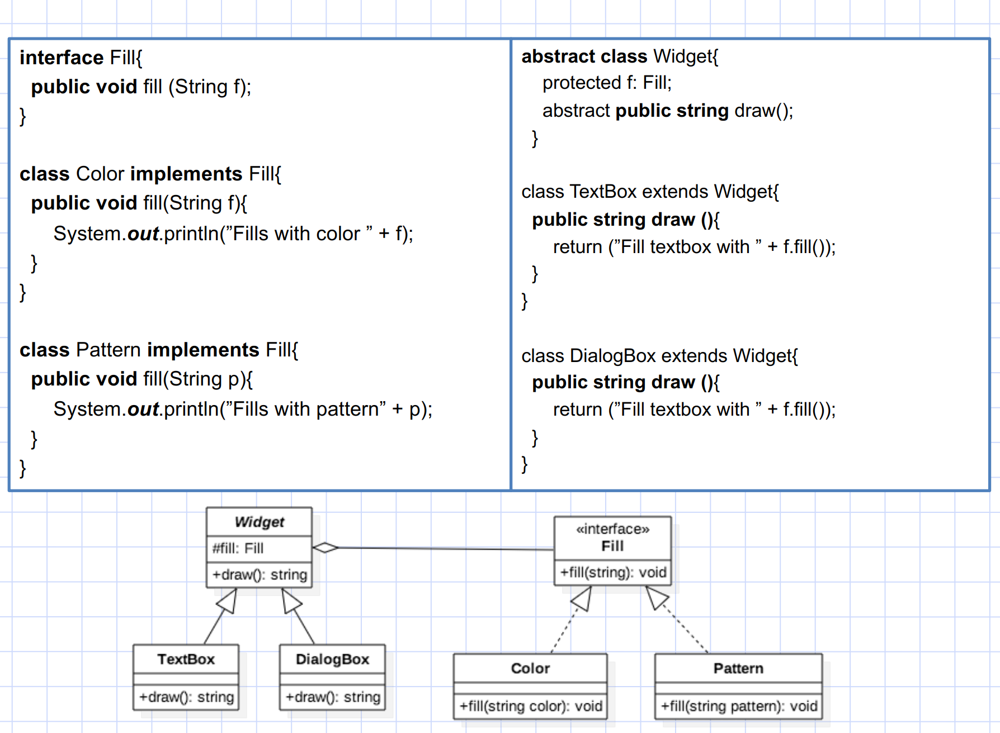 interface Fill{
public void fill (String f);
}
class Color implements Fill{
public void fill(String f){
System.out.println(”Fills with color ” + f);
}
}
class Pattern implements Fill{
public void fill(String p){
System.out.println(”Fills with pattern” + p);
}
}
abstract class Widget{
protected f: Fill;
abstract public string draw();
}
class TextBox extends Widget{
public string draw (){
return (”Fill textbox with ” + f.fill());
}
}
class DialogBox extends Widget{
public string draw (){
return (”Fill textbox with ” + f.fill());
}
}
Widget
#fill: Fill
+draw(): string
«interface»
Fill
+fill(string): void
TextBox
+draw(): string
DialogBox
+draw(): string
Color
+fill(string color): void
Pattern
+fill(string pattern): void